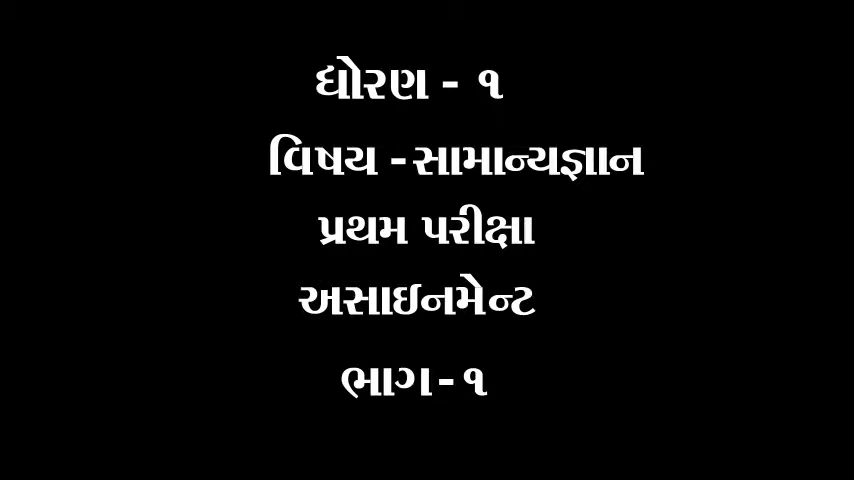 ધોરણ - ૧
વિષય - સામાન્યજ્ઞાન
પ્રથમ પરીક્ષા
અસાઇનમેન્ટ
ભાગ - ૧